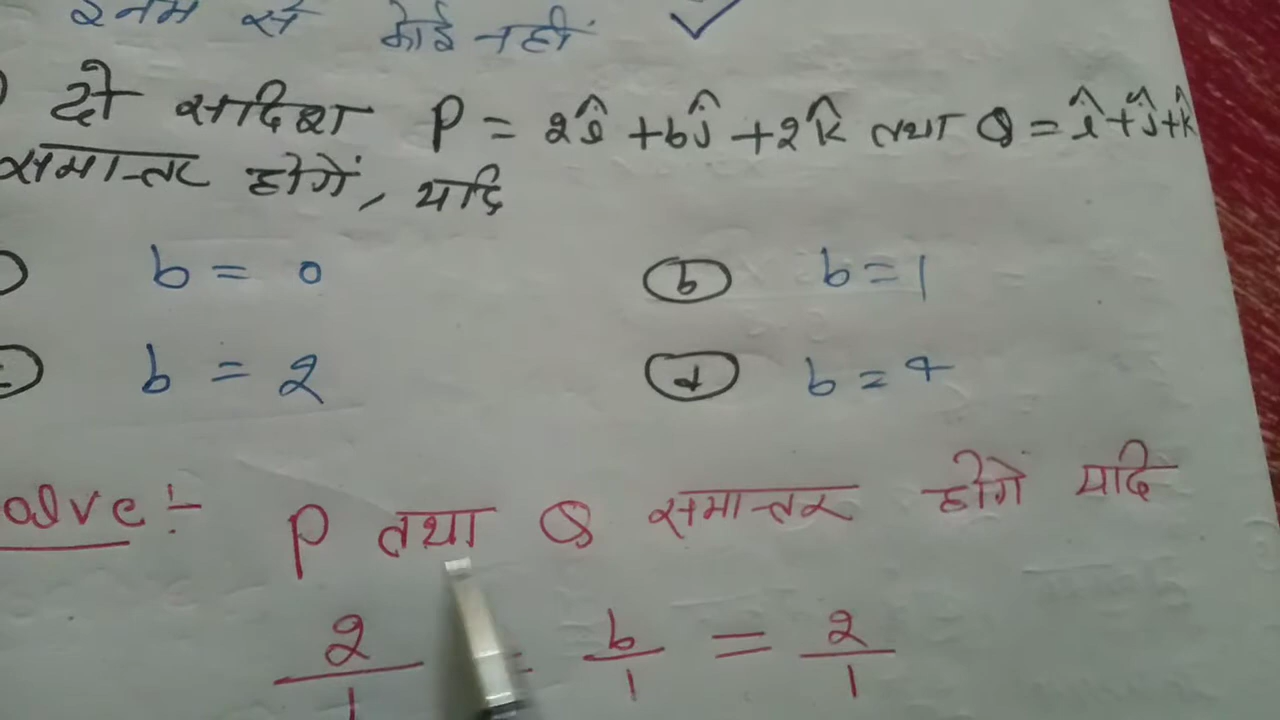 इनमें से कोई नहीं ✓
) दो सदिश P = 2î + bĵ + 2k̂ तथा Q = î + ĵ + k̂
समान्तर होगें, यदि
b = 0 (b) b = 1
b = 2 (d) b = 4
olve :- P तथा Q समान्तर होगें यदि
2/1 = b/1 = 2/1